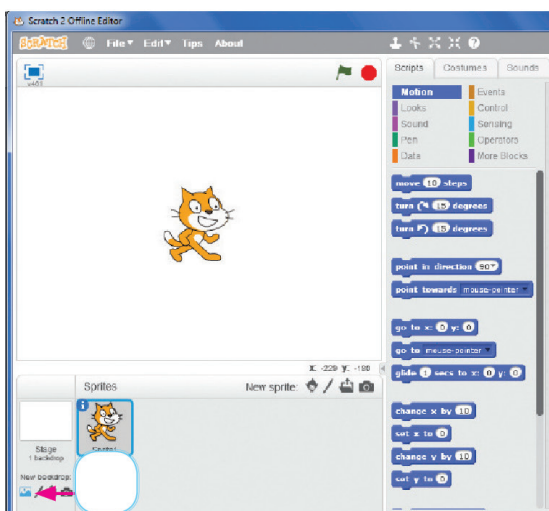 Scratch 2 Offline Editor
SCRATCH File Edit Tips About
Scripts Costumes Sounds
Motion Events
Looks Control
Sound Sensing
Pen Operators
Data More Blocks
move 10 steps
turn 15 degrees
turn 15 degrees
point in direction 90
point towards mouse-pointer
go to x: 0 y: 0
go to mouse-pointer
glide 1 secs to x: 0 y: 0
change x by 10
set x to 0
change y by 10
set y to 0
Sprites New sprite:
Stage
1 backdrop
New backdrop: